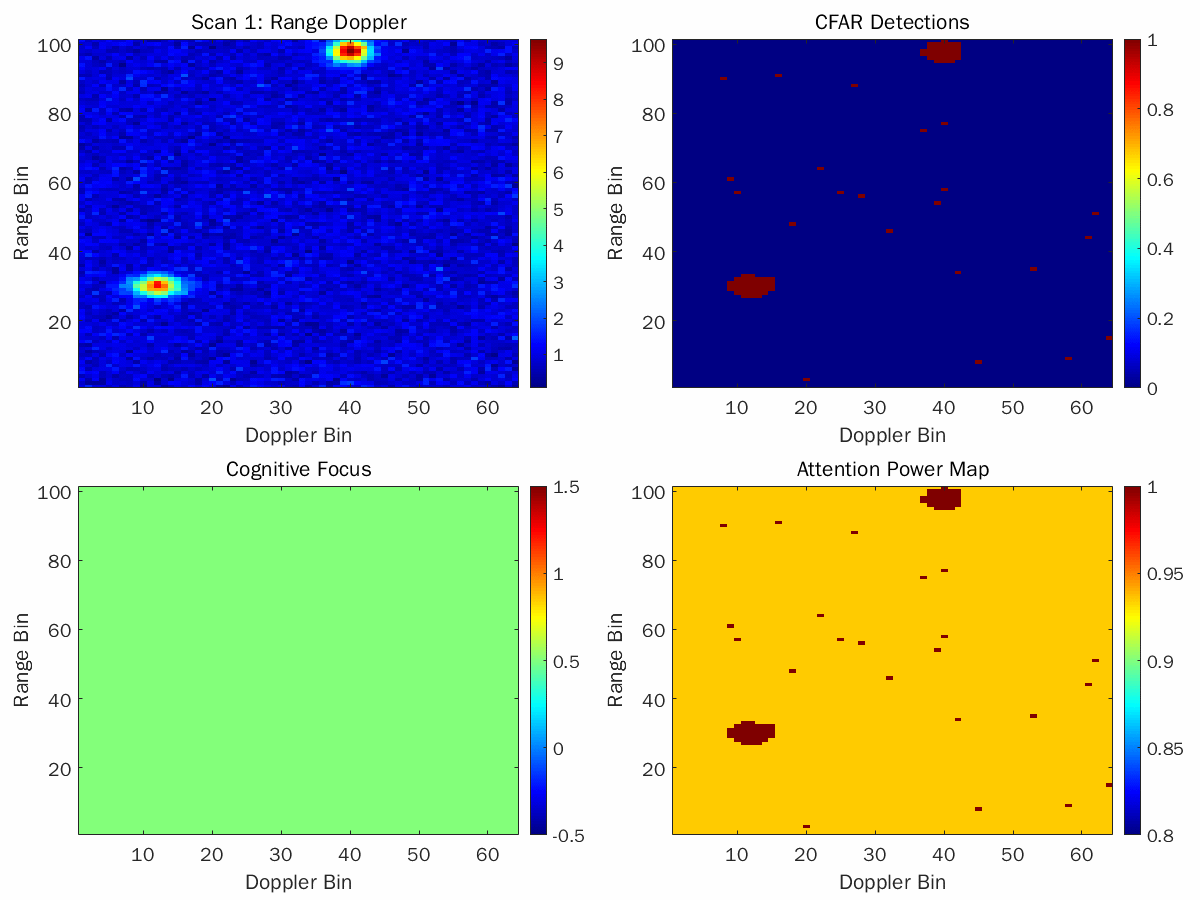 Scan 1: Range Doppler
Range Bin
100
80
60
40
20
10 20 30 40 50 60
Doppler Bin
9
8
7
6
5
4
3
2
1
CFAR Detections
Range Bin
100
80
60
40
20
10 20 30 40 50 60
Doppler Bin
1
0.8
0.6
0.4
0.2
0
Cognitive Focus
Range Bin
100
80
60
40
20
10 20 30 40 50 60
Doppler Bin
1.5
1
0.5
0
-0.5
Attention Power Map
Range Bin
100
80
60
40
20
10 20 30 40 50 60
Doppler Bin
1
0.95
0.9
0.85
0.8